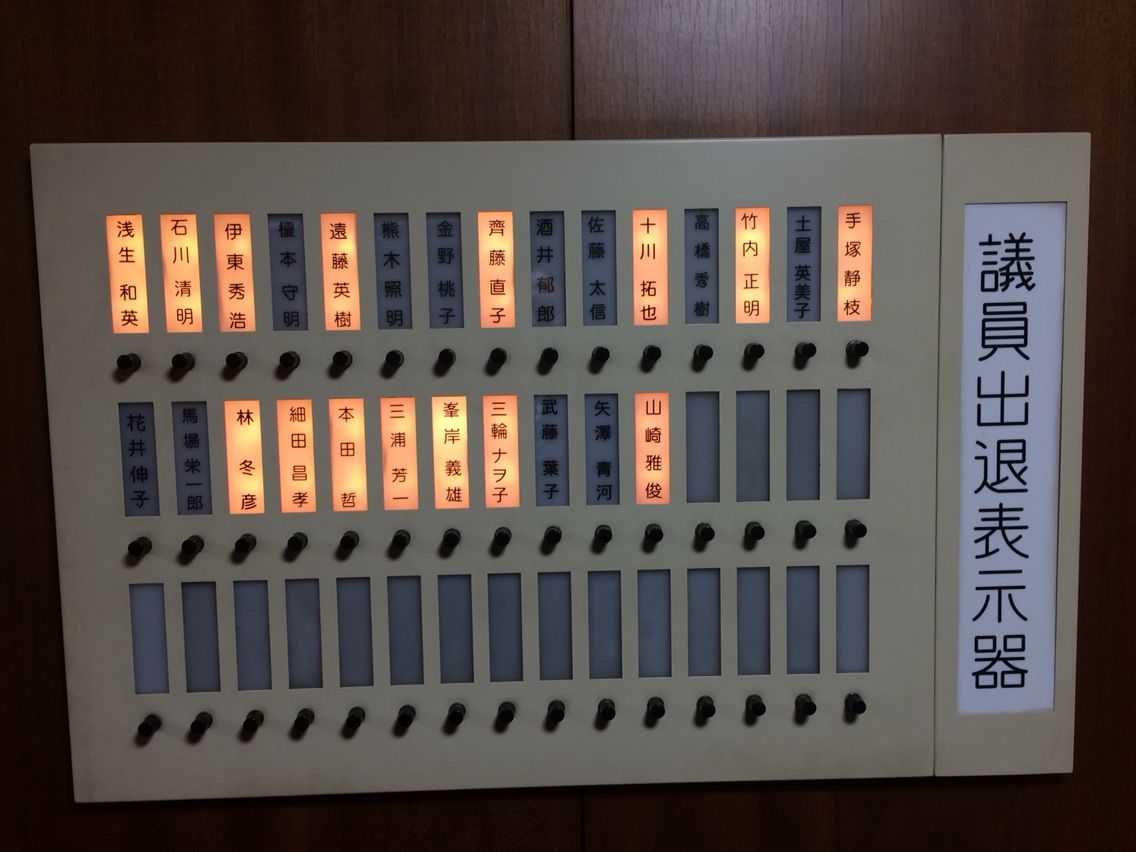 議員出退表示器
浅生 和英
石川 清明
伊東 秀浩
榎本 守明
遠藤 英樹
熊木 照明
金野 桃子
齊藤 直子
酒井 郁郎
佐藤 太信
十川 拓也
高橋 秀樹
竹内 正明
土屋 英美子
手塚 静枝
花井 伸子
馬場 栄一郎
林 冬彦
細田 昌孝
本田 哲
三浦 芳一
峯岸 義雄
三輪 ナヲ子
武藤 葉子
矢澤 青河
山崎 雅俊